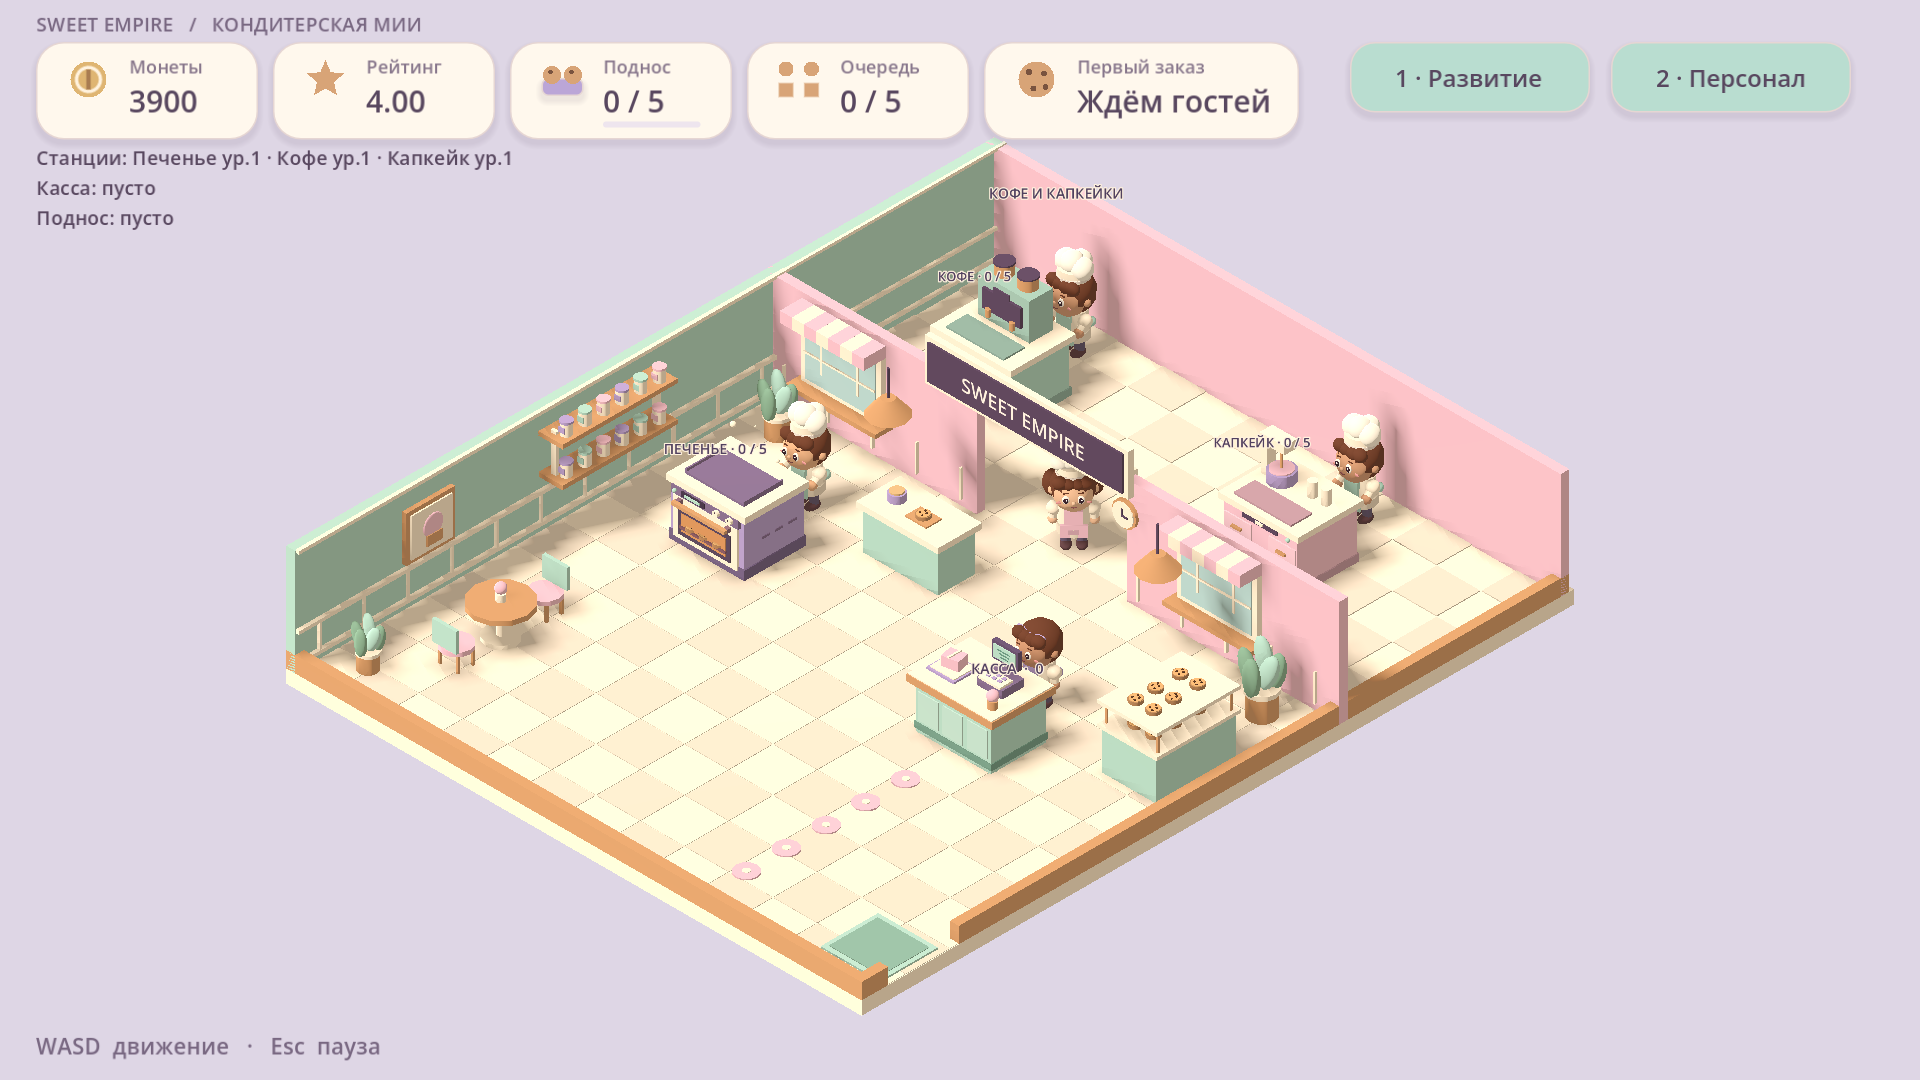 SWEET EMPIRE / КОНДИТЕРСКАЯ МИИ
Монеты
3900
Рейтинг
4.00
Поднос
0 / 5
Очередь
0 / 5
Первый заказ
Ждём гостей
1 · Развитие
2 · Персонал
Станции: Печенье ур.1 · Кофе ур.1 · Капкейк ур.1
Касса: пусто
Поднос: пусто
КОФЕ И КАПКЕЙКИ
КОФЕ · 0 / 5
SWEET EMPIRE
ПЕЧЕНЬЕ · 0 / 5
КАПКЕЙК · 0 / 5
КАССА · 0
WASD движение · Esc пауза